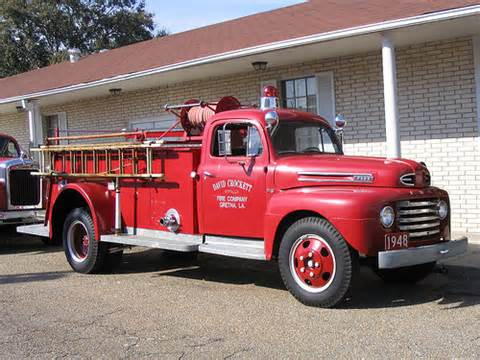 DAVID CROCKETT
FIRE
COMPANY
GRETNA, LA.
1948